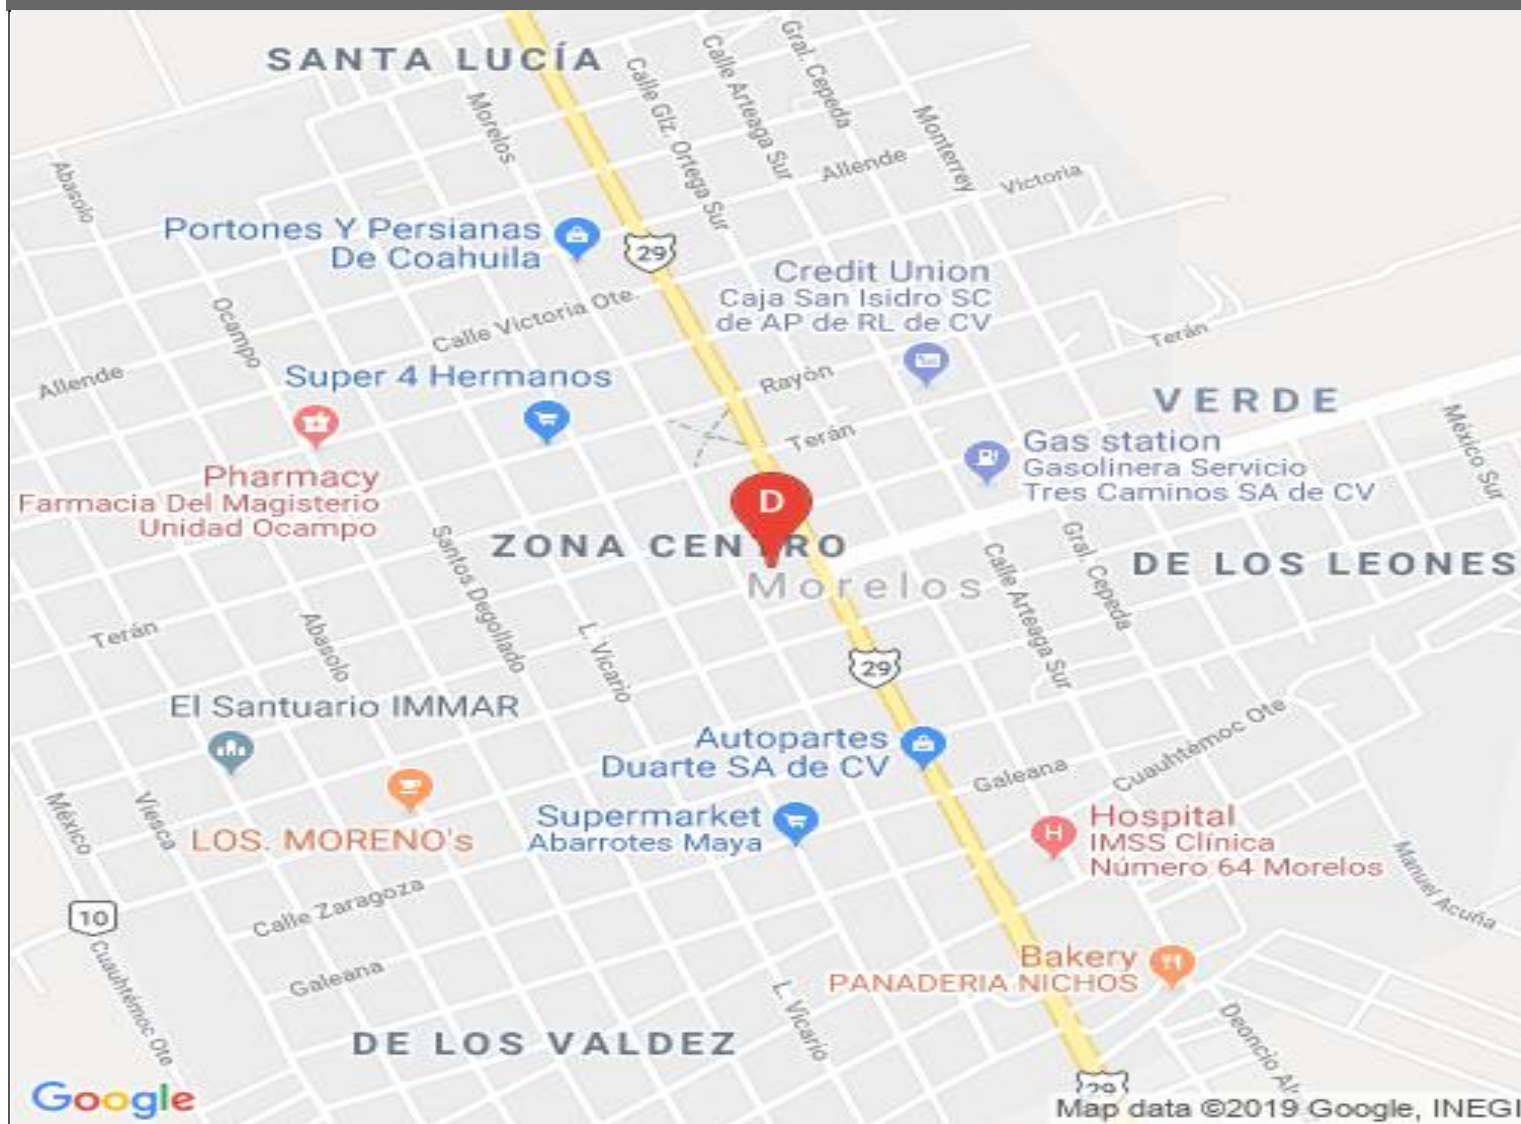 SANTA LUCÍA
Morelos
Calle Glz. Ortega Sur
Calle Arteaga Sur
Gral. Cepeda
Monterrey
Allende
Victoria
Abasolo
Portones Y Persianas
De Coahuila
29
Credit Union
Caja San Isidro SC
de AP de RL de CV
Ocampo
Calle Victoria Ote.
Terán
Allende
Super 4 Hermanos
Rayón
VERDE
Terán
México Sur
Gas station
Gasolinera Servicio
Tres Caminos SA de CV
Pharmacy
Farmacia Del Magisterio
Unidad Ocampo
D
ZONA CENTRO
Morelos
Santos Degollado
Calle Arteaga Sur
Gral. Cepeda
DE LOS LEONES
Terán
Abasolo
L. Vicario
29
El Santuario IMMAR
Autopartes
Duarte SA de CV
Galeana
Cuauhtémoc Ote
México
Viesca
LOS. MORENO's
Supermarket
Abarrotes Maya
H
Hospital
IMSS Clínica
Número 64 Morelos
Manuel Acuña
10
Calle Zaragoza
Cuauhtémoc Ote
Galeana
Bakery
PANADERIA NICHOS
L. Vicario
Deoncio
DE LOS VALDEZ
29
Google
Map data ©2019 Google, INEGI